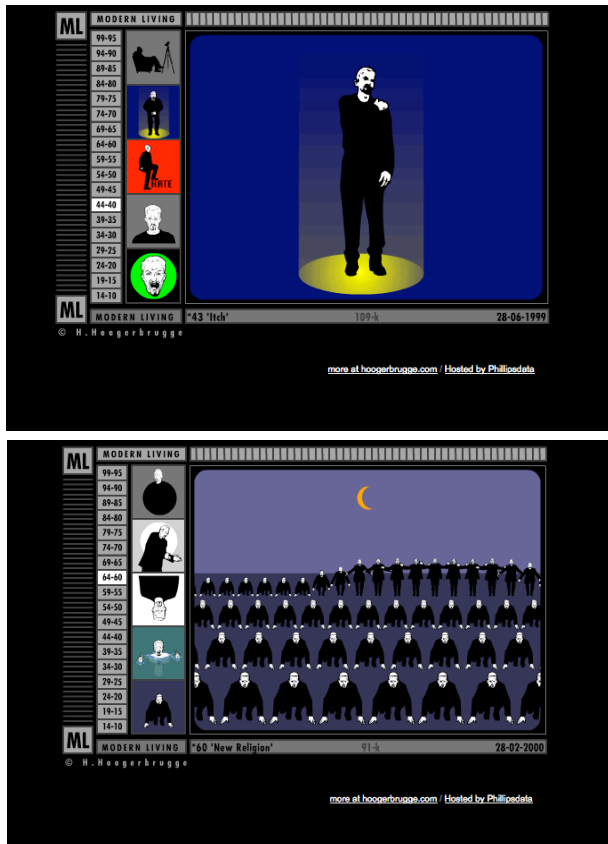 ML
MODERN LIVING
99-95
94-90
89-85
84-80
79-75
74-70
69-65
64-60
59-55
54-50
49-45
44-40
39-35
34-30
29-25
24-20
19-15
14-10
HATE
ML
MODERN LIVING
*43 'Itch'
109-k
28-06-1999
© H.Hoogerbrugge
more at hoogerbrugge.com / Hosted by Phillipsdata
ML
MODERN LIVING
99-95
94-90
89-85
84-80
79-75
74-70
69-65
64-60
59-55
54-50
49-45
44-40
39-35
34-30
29-25
24-20
19-15
14-10
ML
MODERN LIVING
*60 'New Religion'
91-k
28-02-2000
© H.Hoogerbrugge
more at hoogerbrugge.com / Hosted by Phillipsdata